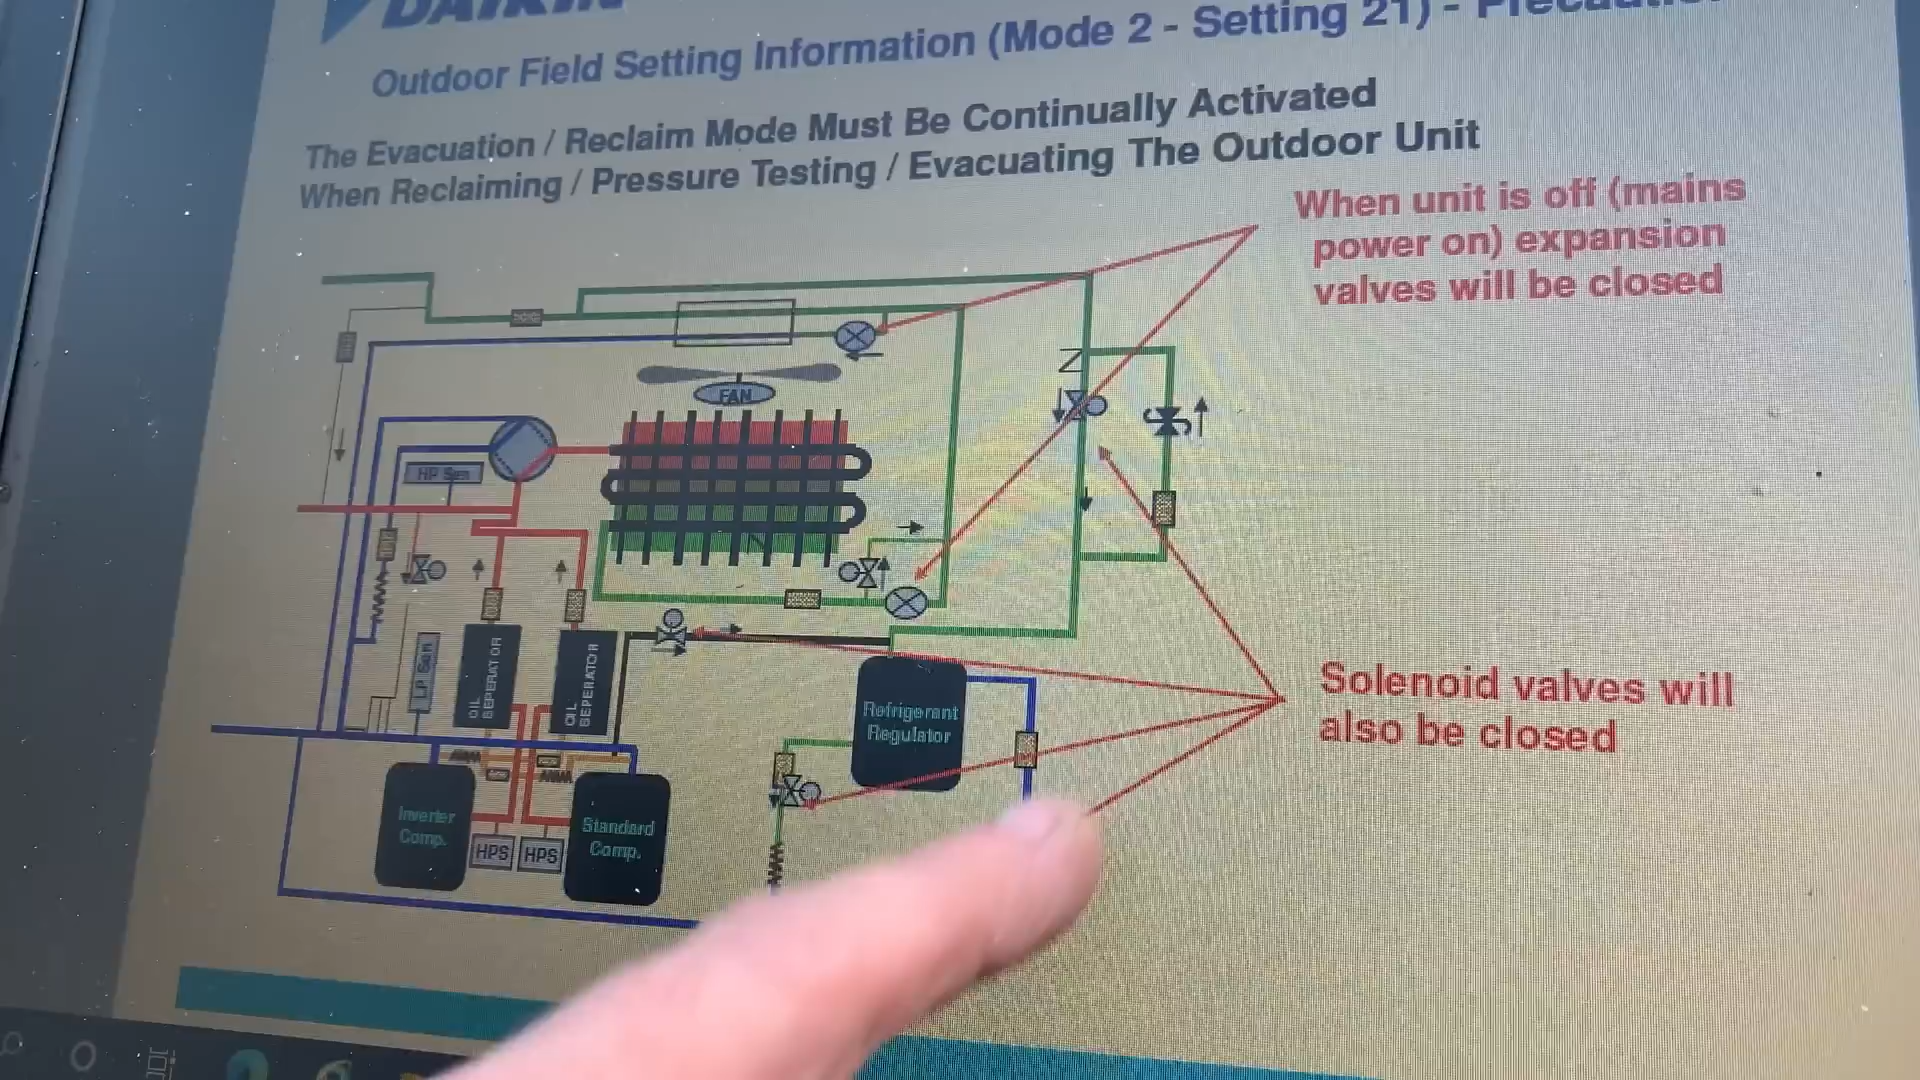 DAIKIN
Outdoor Field Setting Information (Mode 2 - Setting 21) -
The Evacuation / Reclaim Mode Must Be Continually Activated
When Reclaiming / Pressure Testing / Evacuating The Outdoor Unit
When unit is off (mains
power on) expansion
valves will be closed
FAN
HP Sen
OIL
SEPERATOR
OIL
SEPERATOR
LP Sen
Refrigerant
Regulator
Solenoid valves will
also be closed
Inverter
Comp.
HPS
HPS
Standard
Comp.